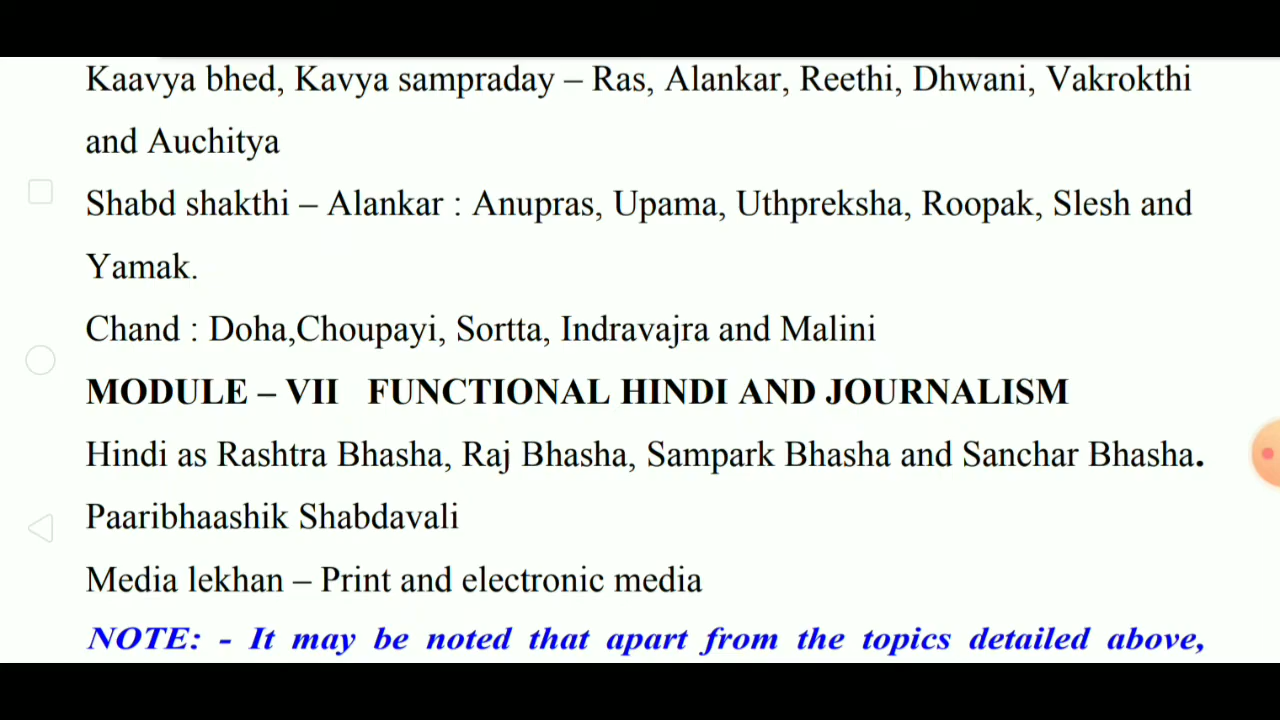 Kaavya bhed, Kavya sampraday – Ras, Alankar, Reethi, Dhwani, Vakrokthi
and Auchitya
Shabd shakthi – Alankar : Anupras, Upama, Uthpreksha, Roopak, Slesh and
Yamak.
Chand : Doha,Choupayi, Sortta, Indravajra and Malini
MODULE – VII FUNCTIONAL HINDI AND JOURNALISM
Hindi as Rashtra Bhasha, Raj Bhasha, Sampark Bhasha and Sanchar Bhasha.
Paaribhaashik Shabdavali
Media lekhan – Print and electronic media
NOTE: - It may be noted that apart from the topics detailed above,